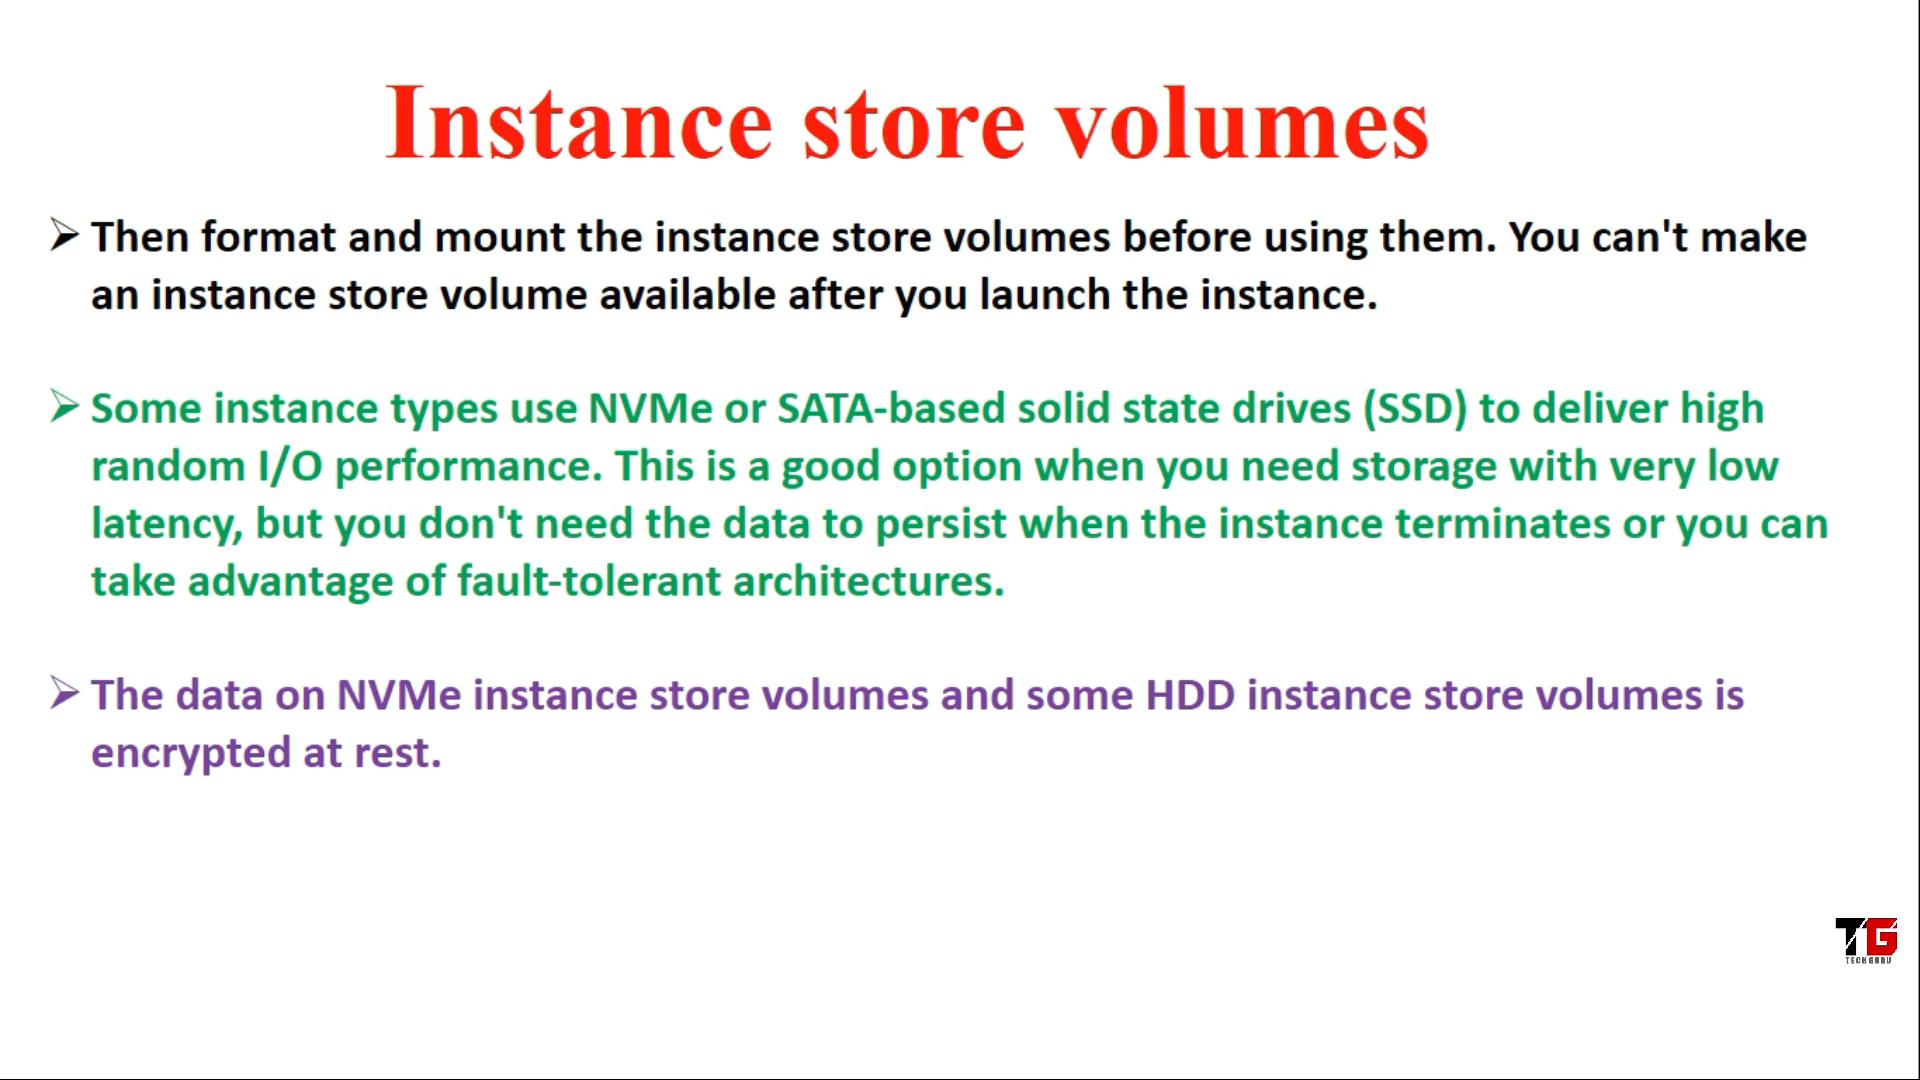 Instance store volumes
Then format and mount the instance store volumes before using them. You can't make
an instance store volume available after you launch the instance.
Some instance types use NVMe or SATA-based solid state drives (SSD) to deliver high
random I/O performance. This is a good option when you need storage with very low
latency, but you don't need the data to persist when the instance terminates or you can
take advantage of fault-tolerant architectures.
The data on NVMe instance store volumes and some HDD instance store volumes is
encrypted at rest.
TG
TECH GURU